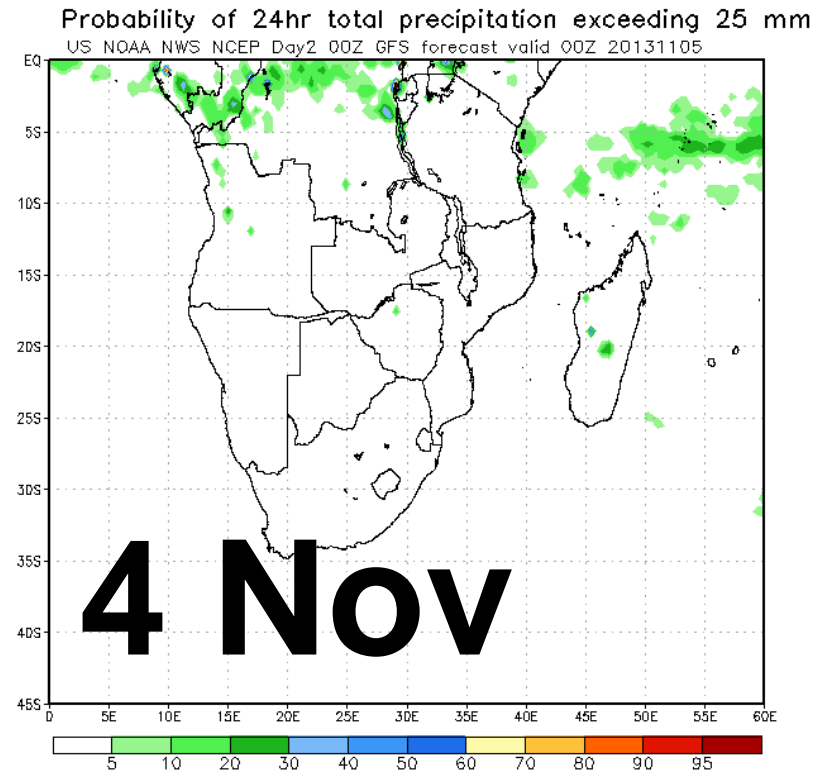 Probability of 24hr total precipitation exceeding 25 mm
US NOAA NWS NCEP Day2 00Z GFS forecast valid 00Z 20131105
EQ
5S
10S
15S
20S
25S
30S
35S
40S
45S
4 Nov
0 5E 10E 15E 20E 25E 30E 35E 40E 45E 50E 55E 60E
5 10 20 30 40 50 60 70 80 90 95